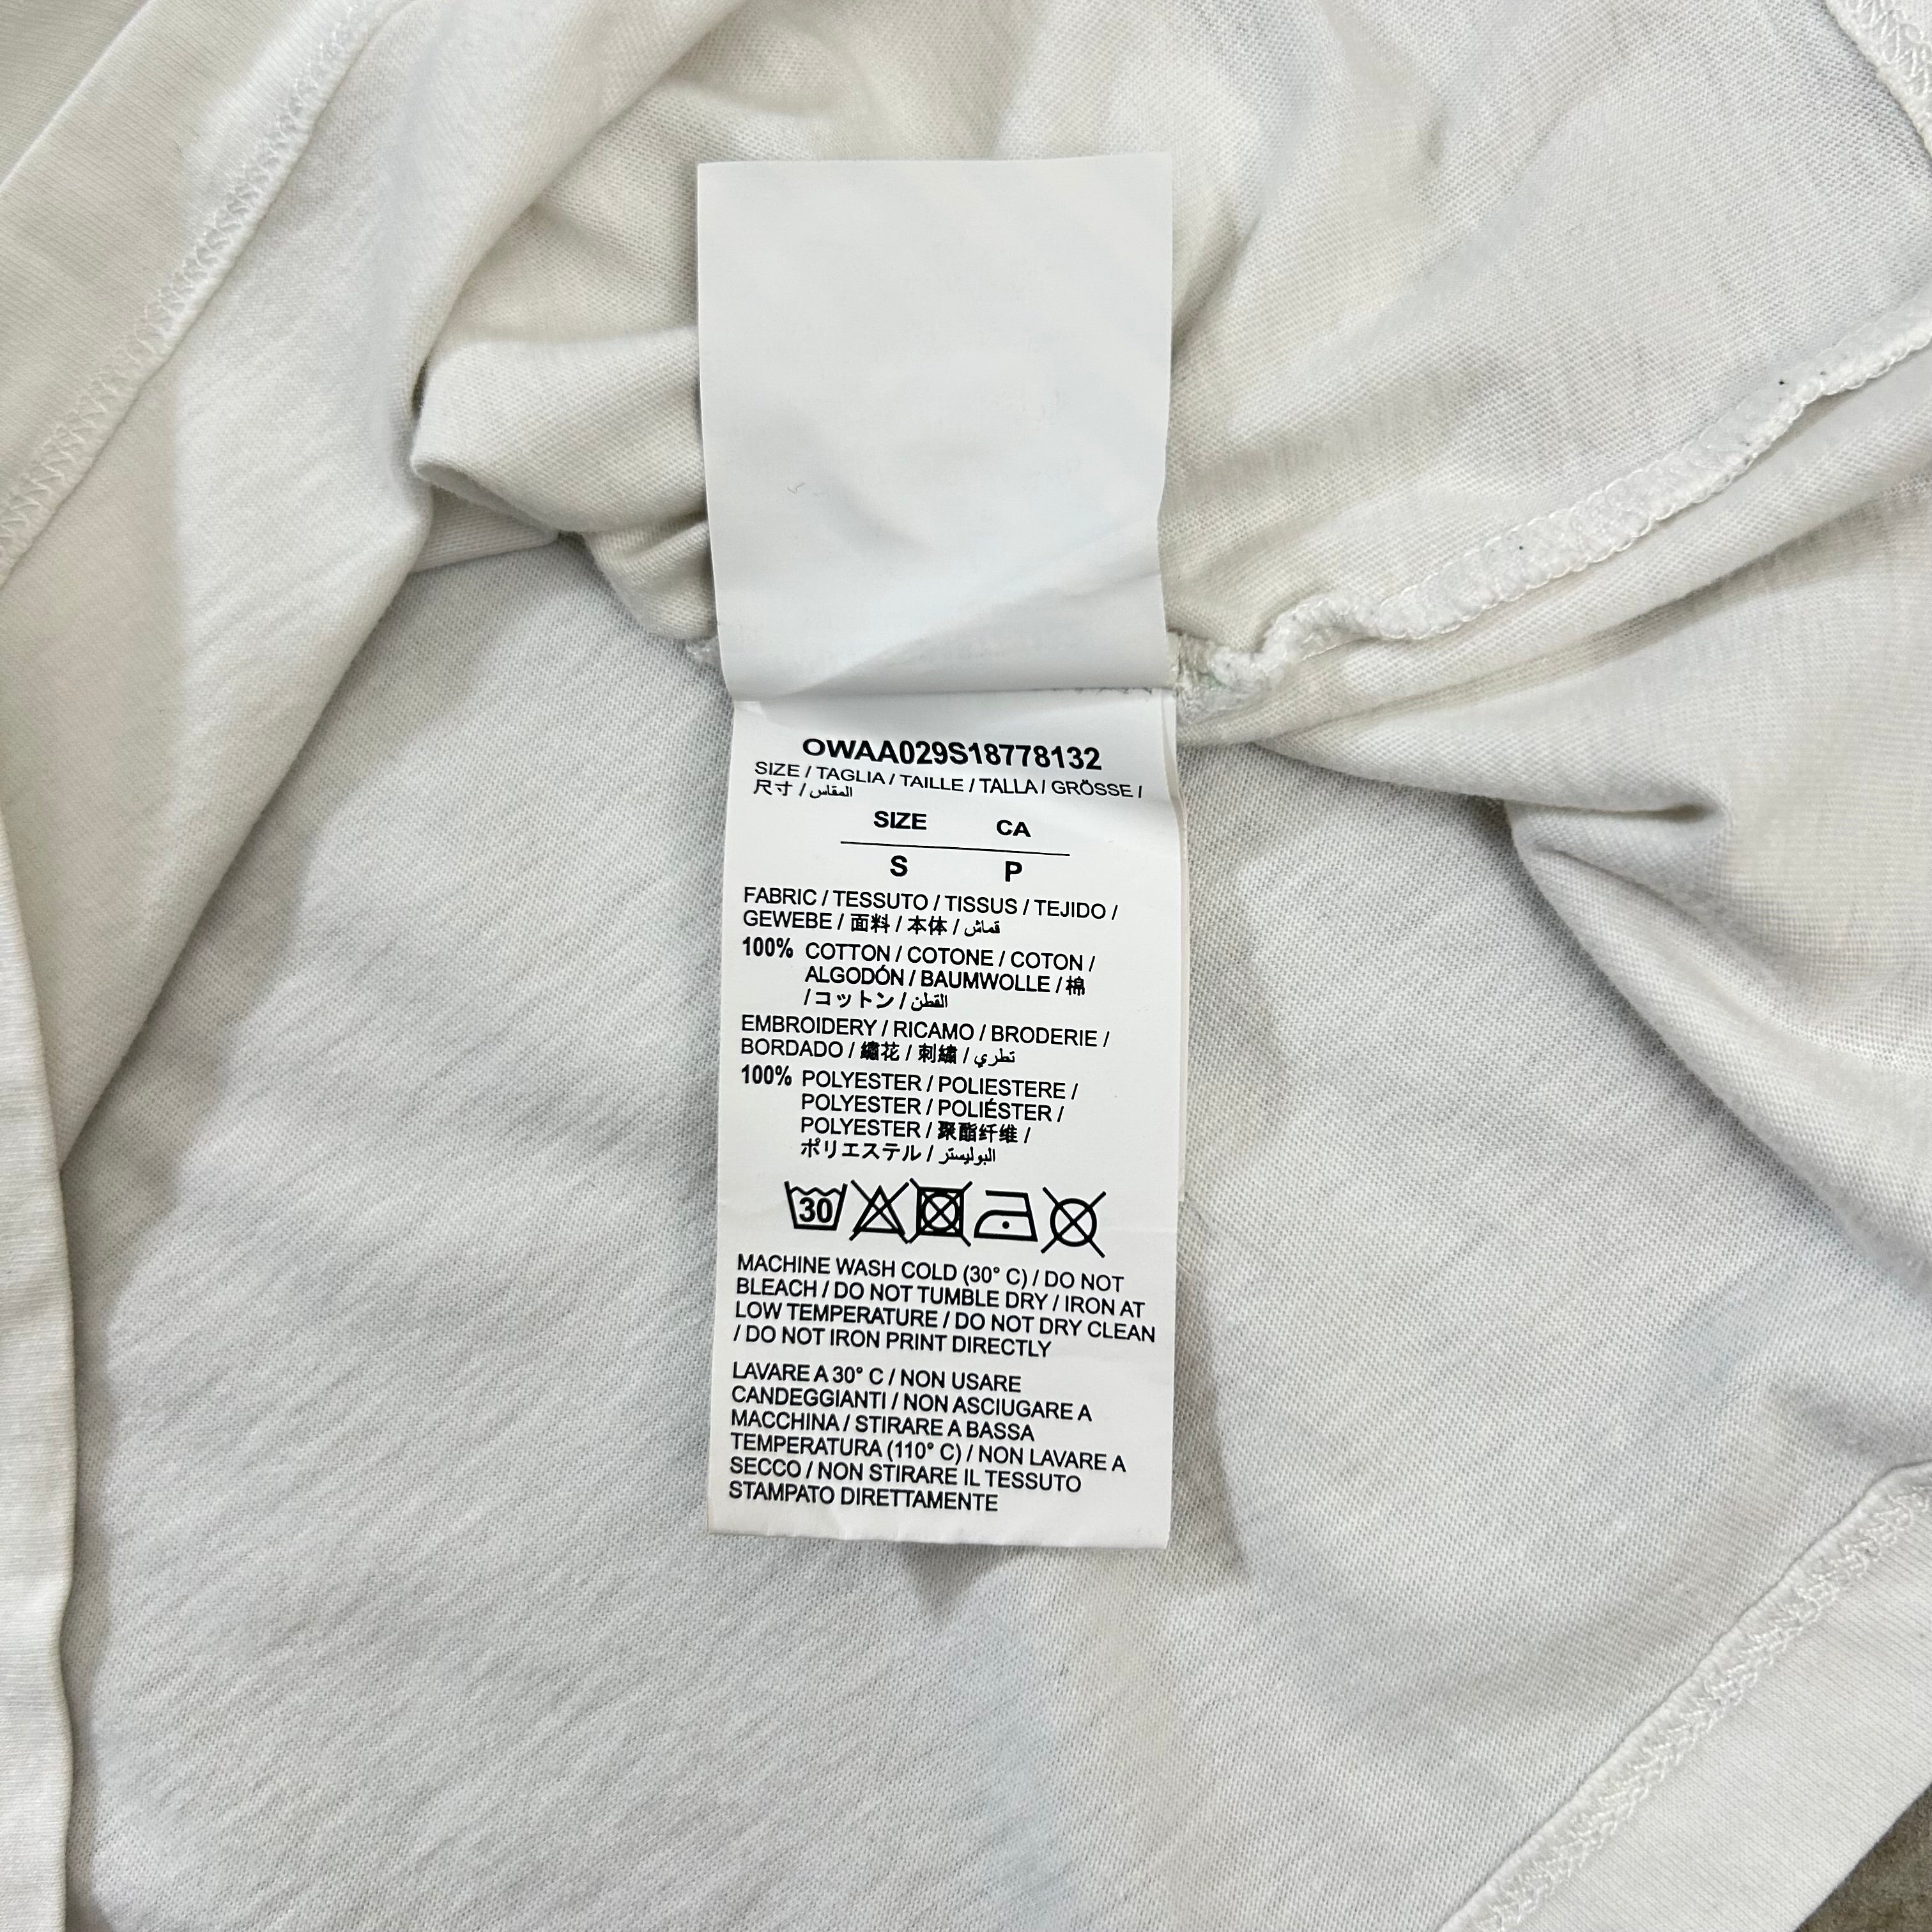 OWAA029S18778132
SIZE / TAGLIA / TAILLE / TALLA / GRÖSSE /
尺寸 / المقاس
SIZE CA
S P
FABRIC / TESSUTO / TISSUS / TEJIDO /
GEWEBE / 面料 / 本体 / قماش
100% COTTON / COTONE / COTON /
ALGODÓN / BAUMWOLLE / 棉
/ コットン / القطن
EMBROIDERY / RICAMO / BRODERIE /
BORDADO / 繡花 / 刺繍 / تطري
100% POLYESTER / POLIESTERE /
POLYESTER / POLIÉSTER /
POLYESTER / 聚酯纤维 /
ポリエステル / البوليستر
30
MACHINE WASH COLD (30° C) / DO NOT
BLEACH / DO NOT TUMBLE DRY / IRON AT
LOW TEMPERATURE / DO NOT DRY CLEAN
/ DO NOT IRON PRINT DIRECTLY
LAVARE A 30° C / NON USARE
CANDEGGIANTI / NON ASCIUGARE A
MACCHINA / STIRARE A BASSA
TEMPERATURA (110° C) / NON LAVARE A
SECCO / NON STIRARE IL TESSUTO
STAMPATO DIRETTAMENTE